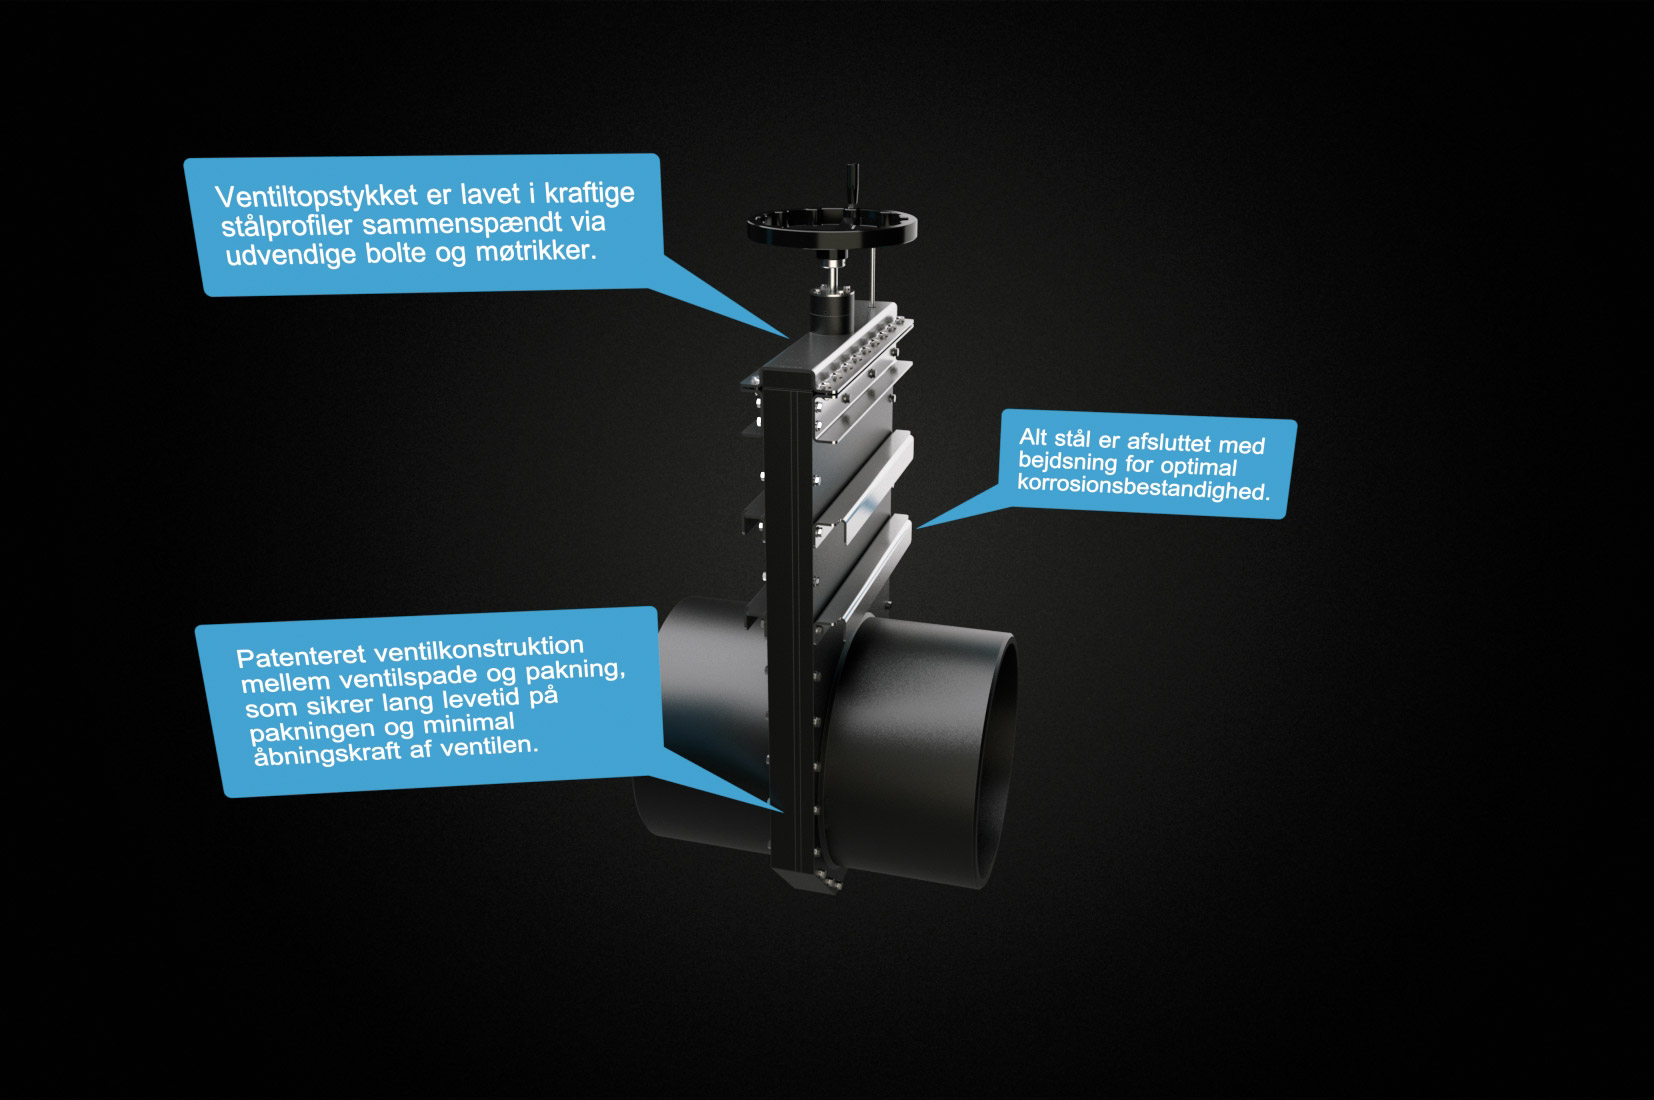 Ventiltopstykket er lavet i kraftige
stålprofiler sammenspændt via
udvendige bolte og møtrikker.
Alt stål er afsluttet med
bejdsning for optimal
korrosionsbestandighed.
Patenteret ventilkonstruktion
mellem ventilspade og pakning,
som sikrer lang levetid på
pakningen og minimal
åbningskraft af ventilen.